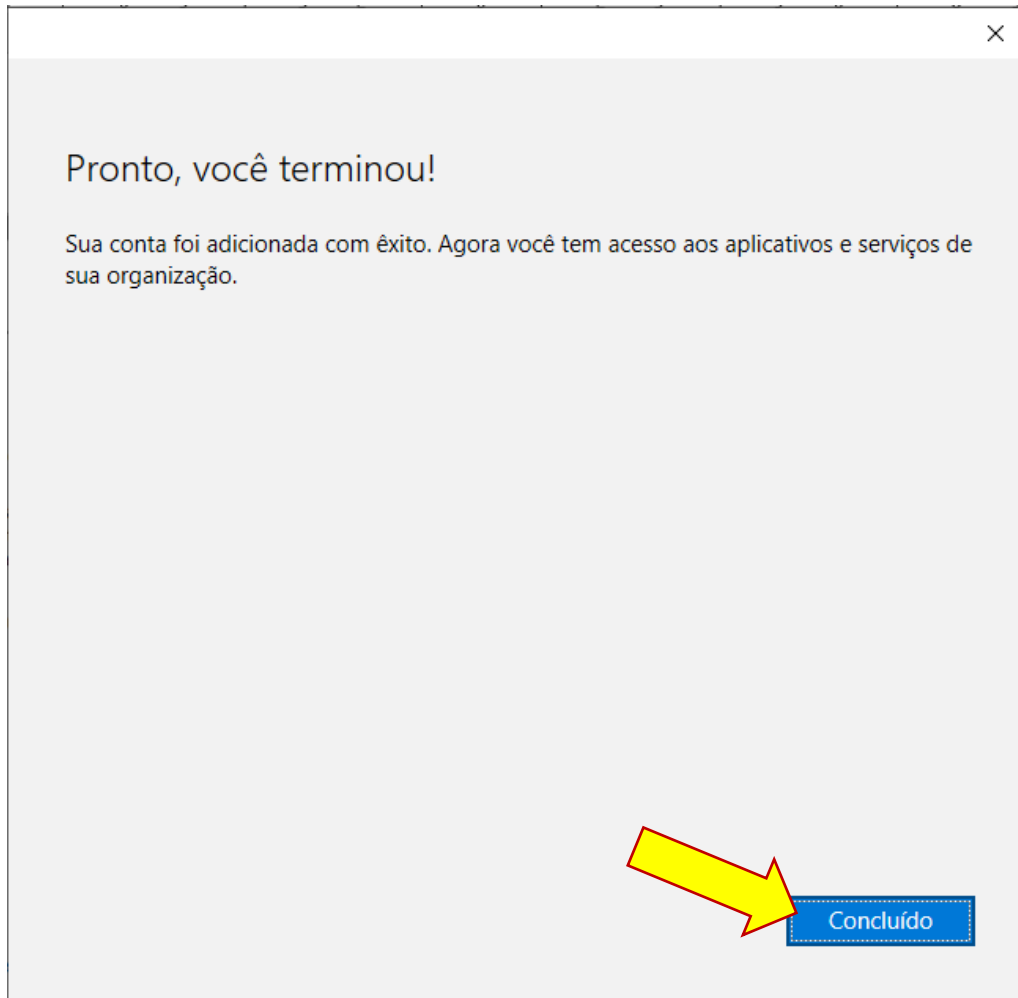 Pronto, você terminou!
Sua conta foi adicionada com êxito. Agora você tem acesso aos aplicativos e serviços de
sua organização.
Concluído